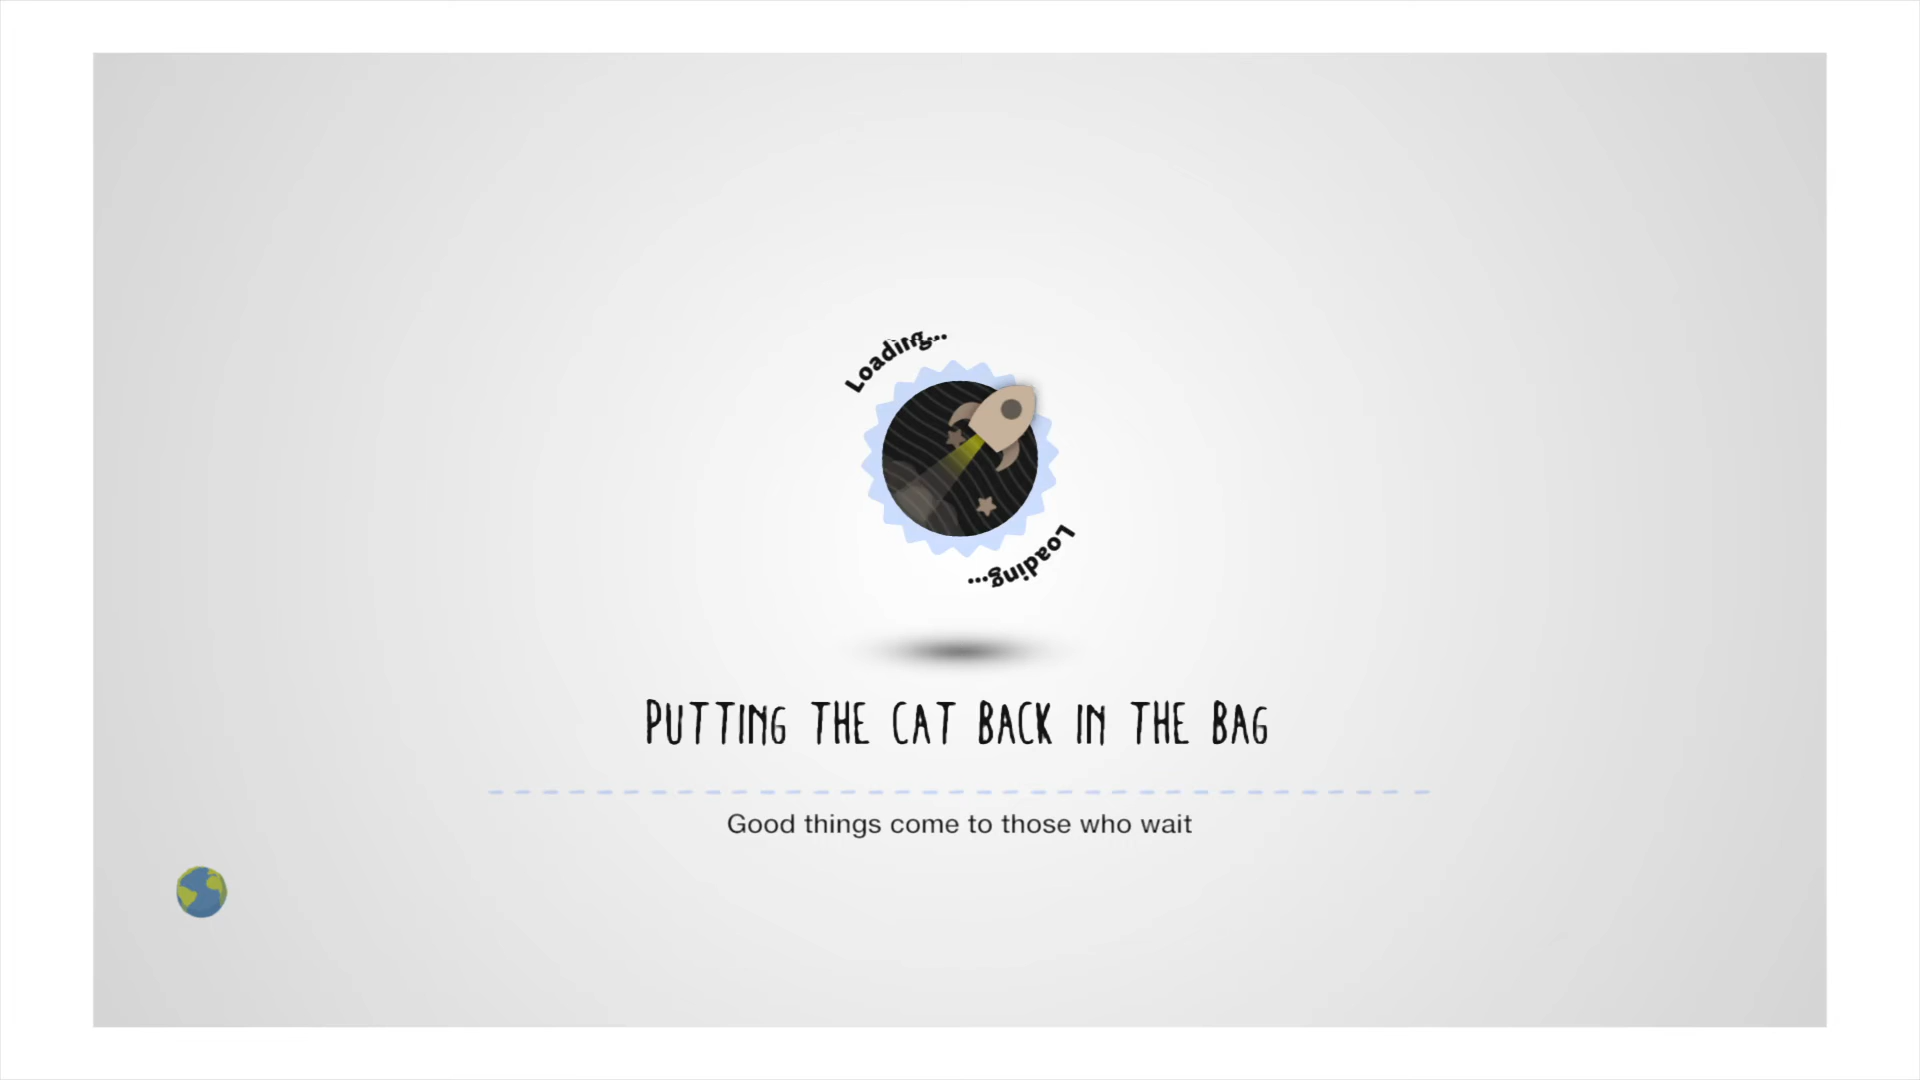 Loading...
Loading...
PUTTING THE CAT BACK IN THE BAG
Good things come to those who wait